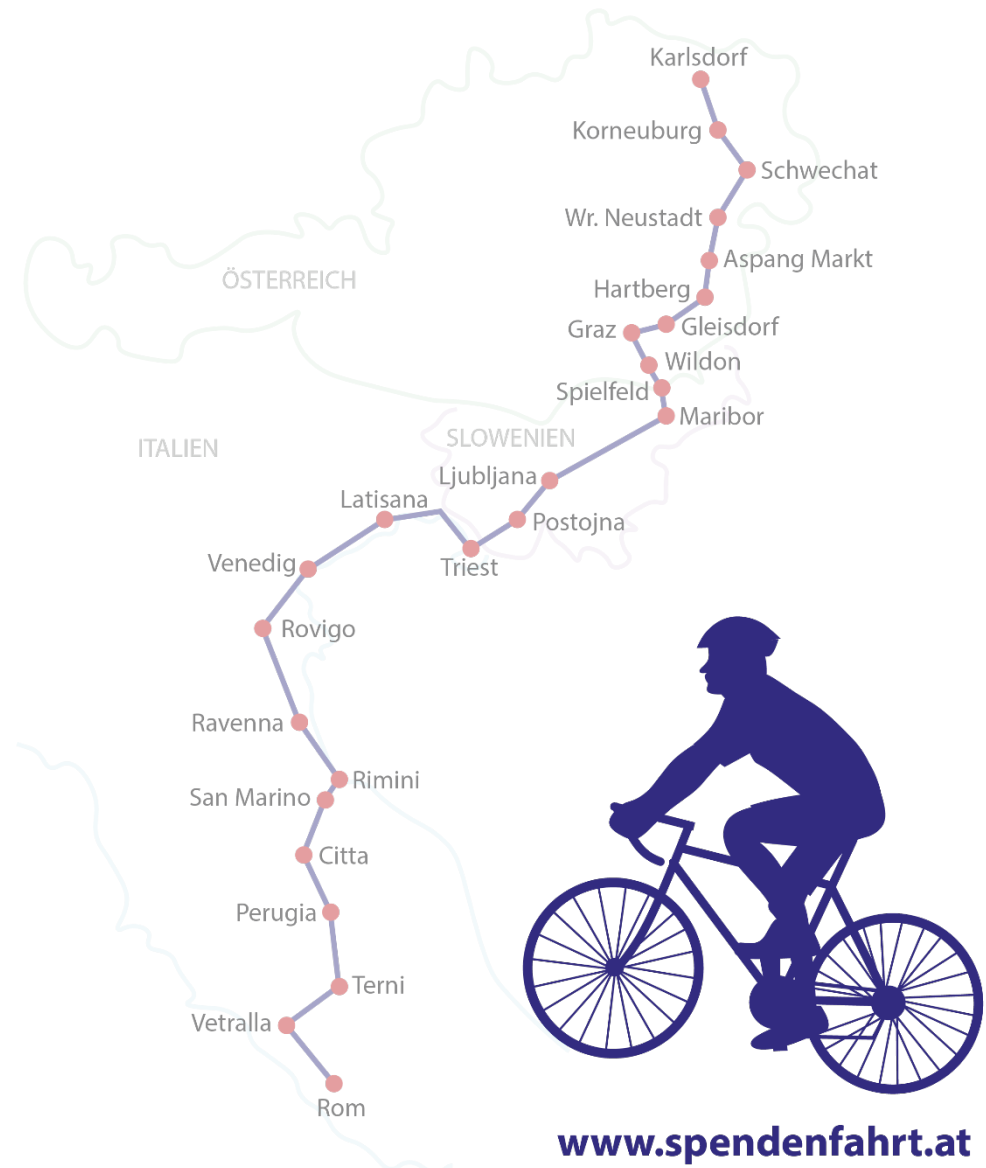 Karlsdorf
Korneuburg
Schwechat
Wr. Neustadt
Aspang Markt
ÖSTERREICH
Hartberg
Gleisdorf
Graz
Wildon
Spielfeld
Maribor
SLOWENIEN
ITALIEN
Ljubljana
Latisana
Postojna
Triest
Venedig
Rovigo
Ravenna
Rimini
San Marino
Citta
Perugia
Terni
Vetralla
Rom
www.spendenfahrt.at